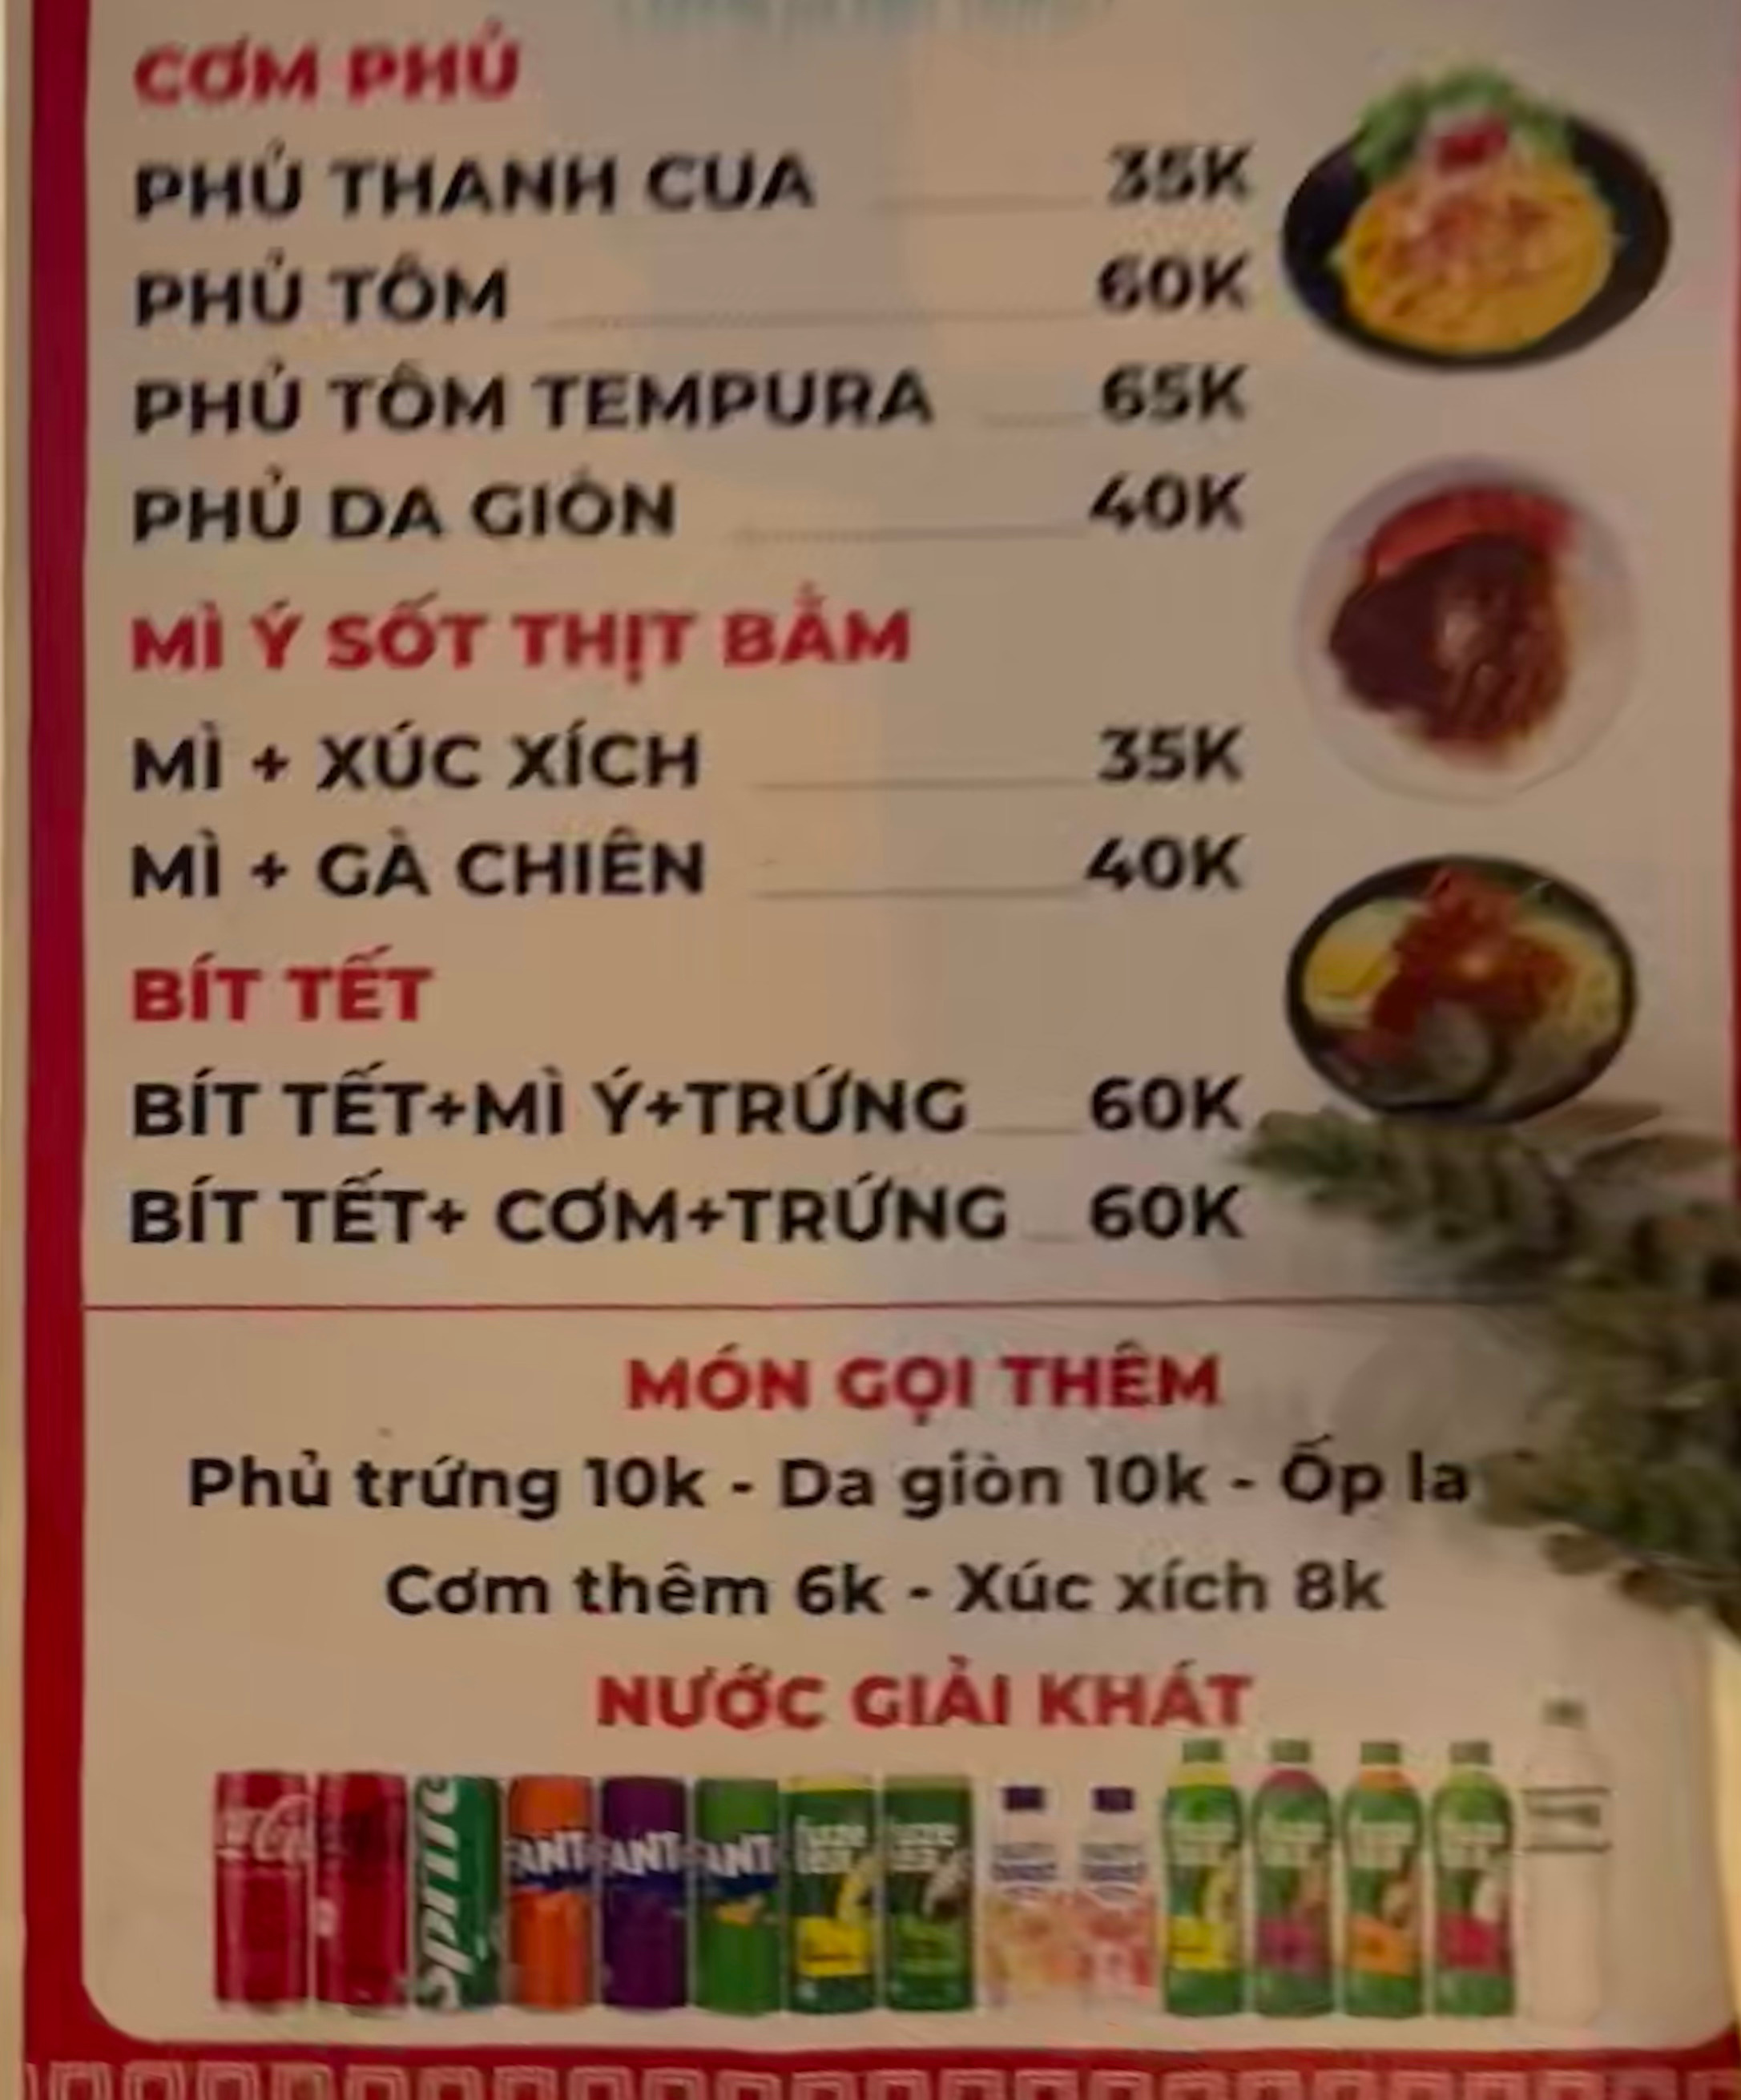 CƠM PHỦ
PHỦ THANH CUA 35K
PHỦ TÔM 60K
PHỦ TÔM TEMPURA 65K
PHỦ DA GIÒN 40K
MÌ Ý SỐT THỊT BẰM
MÌ + XÚC XÍCH 35K
MÌ + GÀ CHIÊN 40K
BÍT TẾT
BÍT TẾT+MÌ Ý+TRỨNG 60K
BÍT TẾT+ CƠM+TRỨNG 60K
MÓN GỌI THÊM
Phủ trứng 10k - Da giòn 10k - Ốp la
Cơm thêm 6k - Xúc xích 8k
NƯỚC GIẢI KHÁT
Sprite